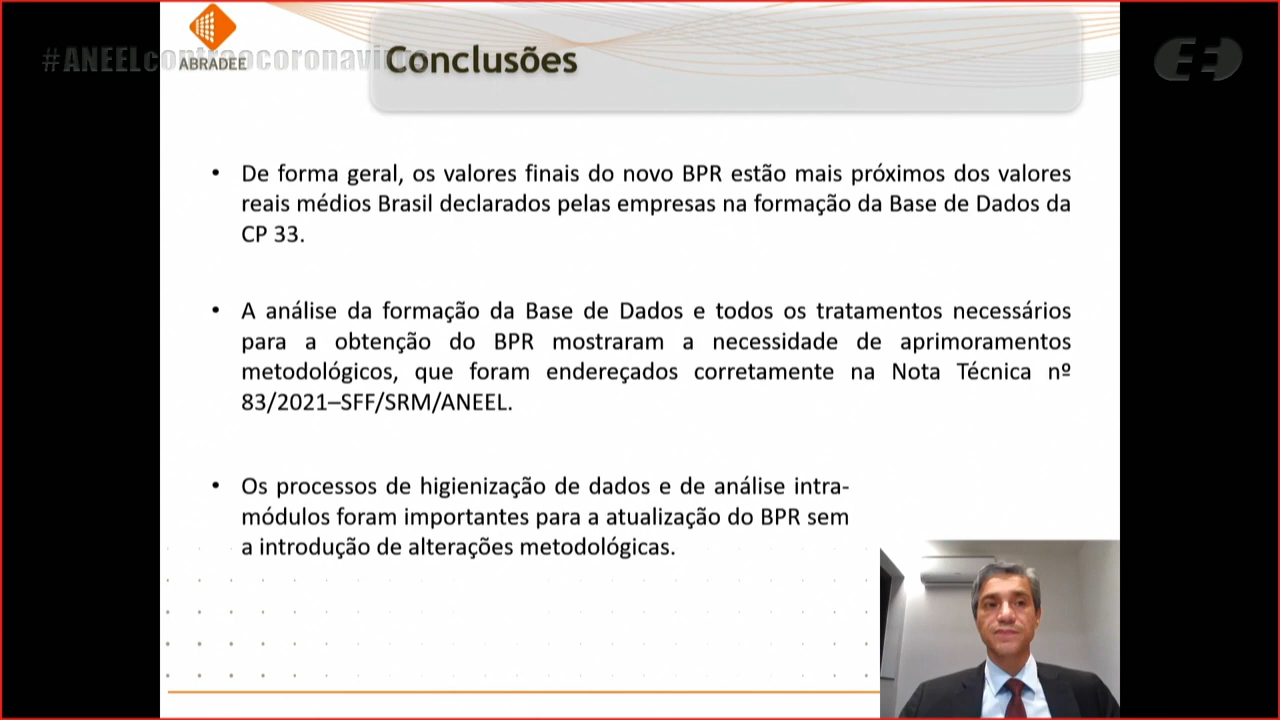 #ANEELcontraocoronavírus
ABRADEE
Conclusões
• De forma geral, os valores finais do novo BPR estão mais próximos dos valores
reais médios Brasil declarados pelas empresas na formação da Base de Dados da
CP 33.
• A análise da formação da Base de Dados e todos os tratamentos necessários
para a obtenção do BPR mostraram a necessidade de aprimoramentos
metodológicos, que foram endereçados corretamente na Nota Técnica nº
83/2021–SFF/SRM/ANEEL.
• Os processos de higienização de dados e de análise intra-
módulos foram importantes para a atualização do BPR sem
a introdução de alterações metodológicas.